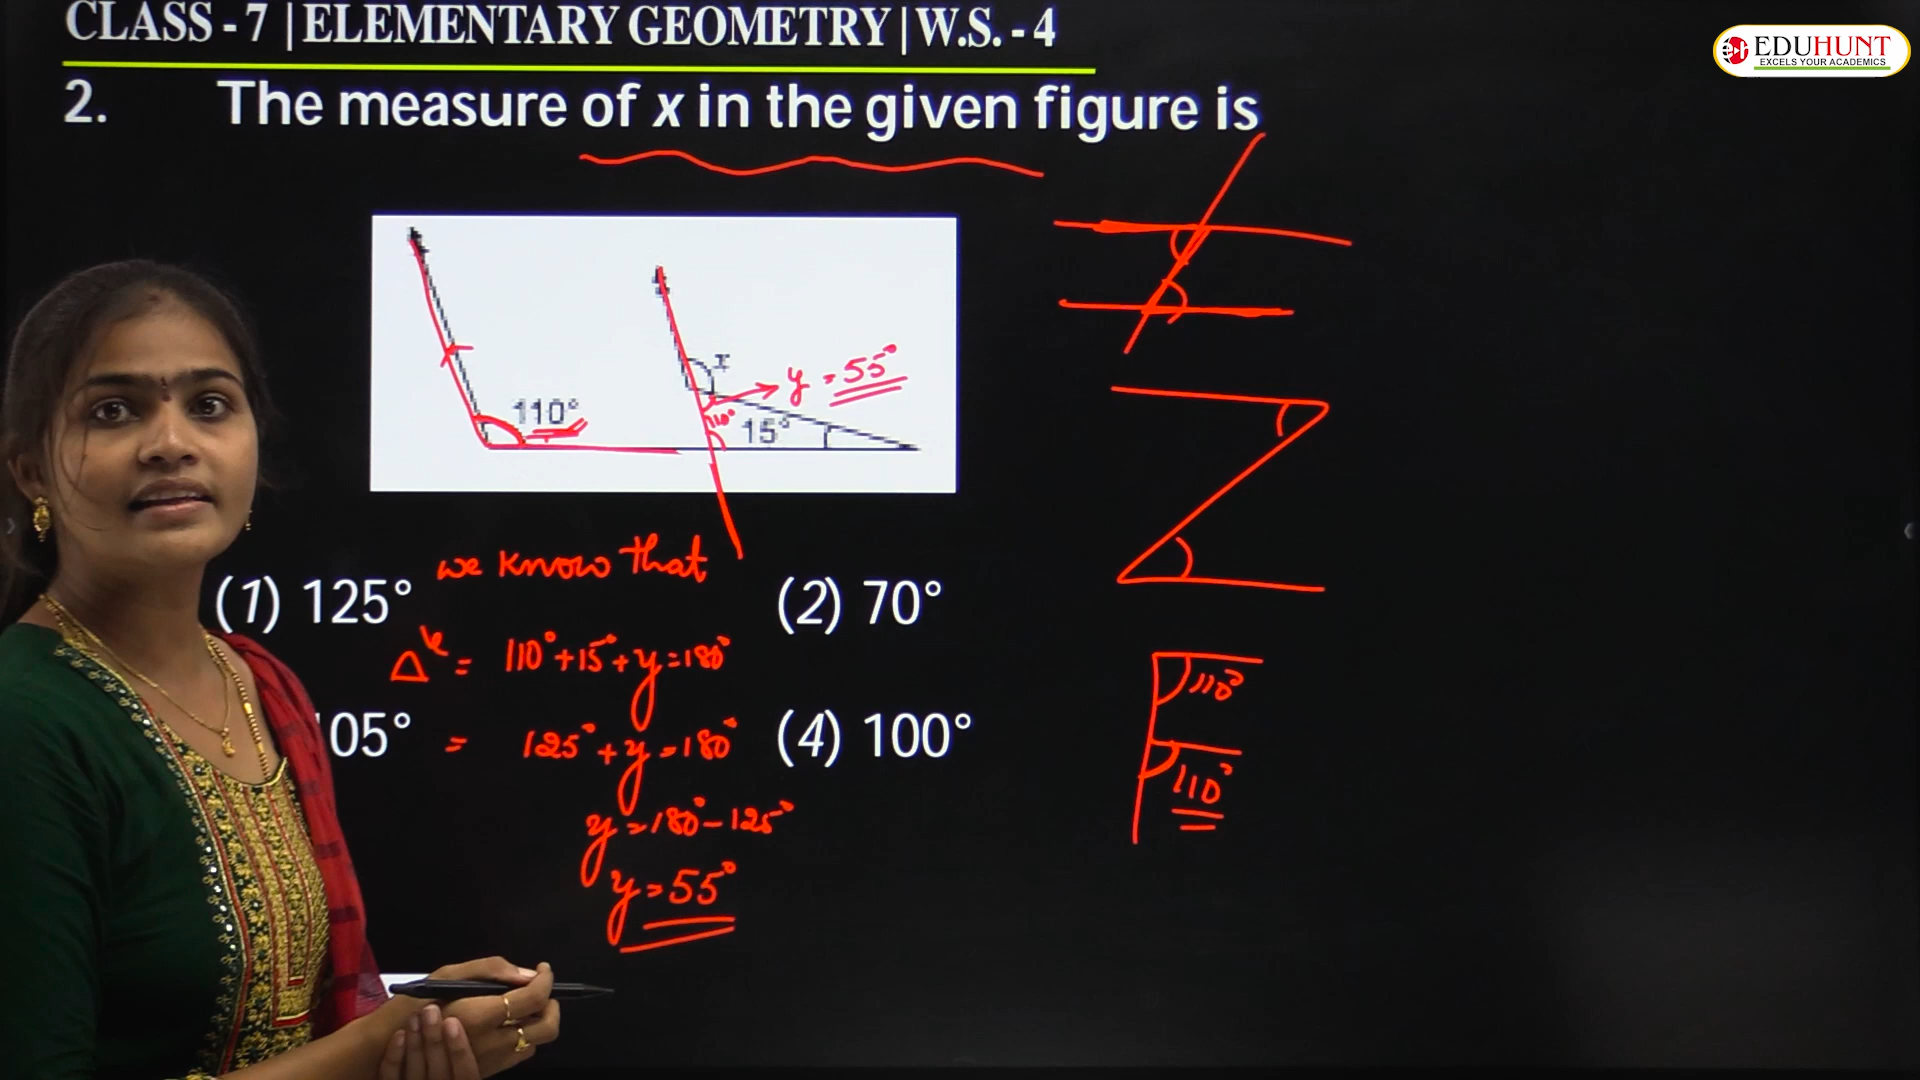 CLASS - 7 | ELEMENTARY GEOMETRY | W.S. - 4
EDUHUNT
EXCELS YOUR ACADEMICS
2. The measure of x in the given figure is
x
y = 55°
110°
110°
15°
we know that
(1) 125°
(2) 70°
= 110° + 15° + y = 180°
110°
05°
= 125° + y = 180°
(4) 100°
110°
y = 180° - 125°
y = 55°